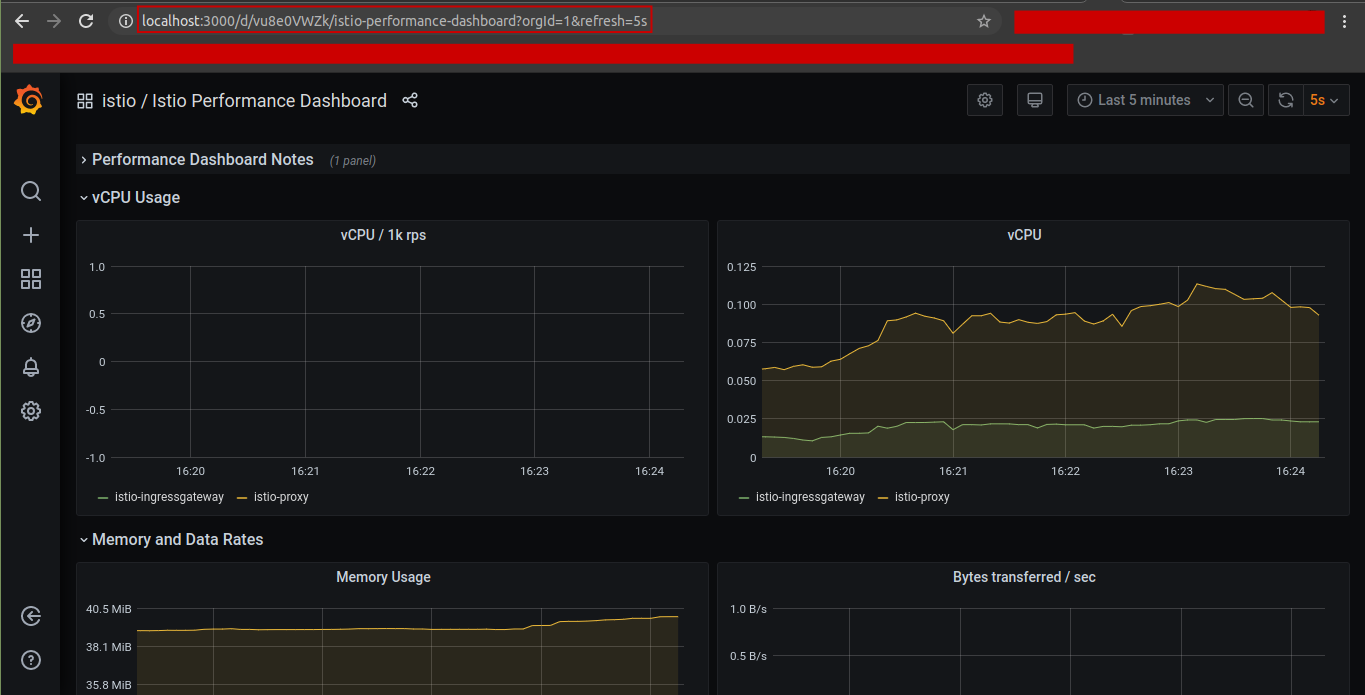 localhost:3000/d/vu8e0VWZk/istio-performance-dashboard?orgId=1&refresh=5s
istio / Istio Performance Dashboard
Last 5 minutes
5s
Performance Dashboard Notes (1 panel)
vCPU Usage
vCPU / 1k rps
1.0
0.5
0
-0.5
-1.0
16:20 16:21 16:22 16:23 16:24
istio-ingressgateway istio-proxy
vCPU
0.125
0.100
0.075
0.050
0.025
0
16:20 16:21 16:22 16:23 16:24
istio-ingressgateway istio-proxy
Memory and Data Rates
Memory Usage
40.5 MiB
38.1 MiB
35.8 MiB
Bytes transferred / sec
1.0 B/s
0.5 B/s